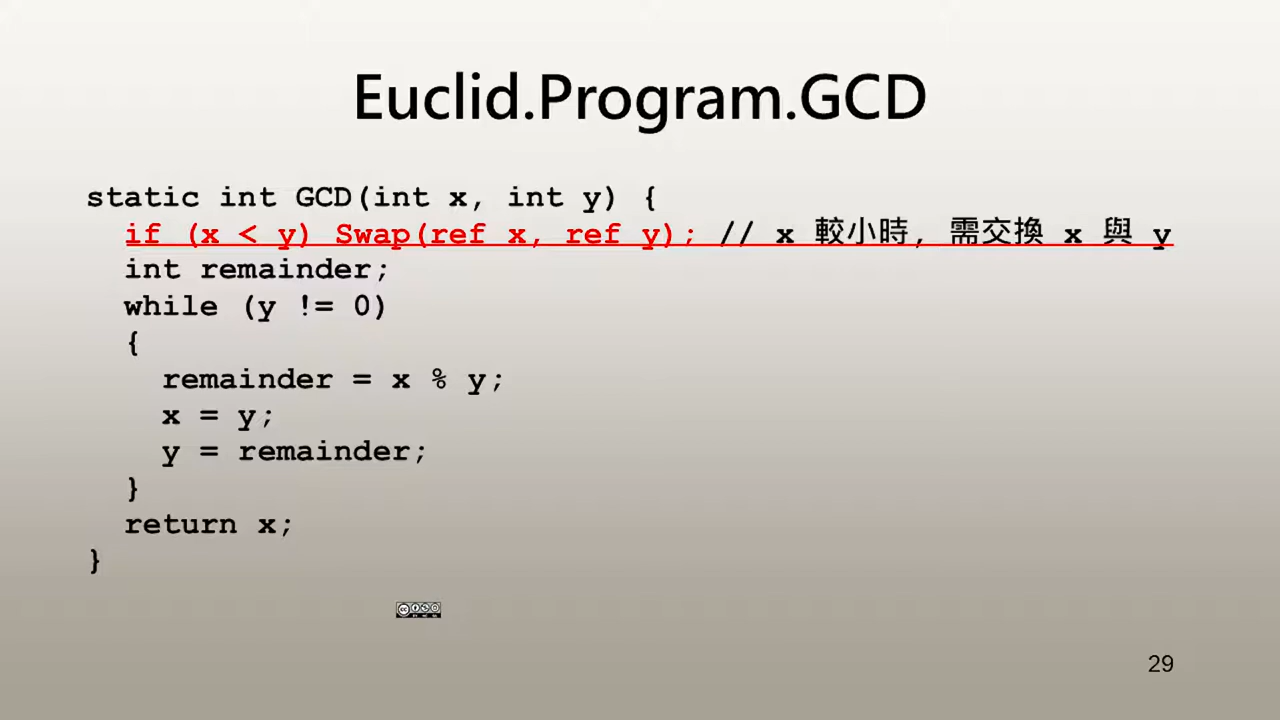 Euclid.Program.GCD
static int GCD(int x, int y) {
if (x < y) Swap(ref x, ref y); // x 較小時, 需交換 x 與 y
int remainder;
while (y != 0)
{
remainder = x % y;
x = y;
y = remainder;
}
return x;
}
29